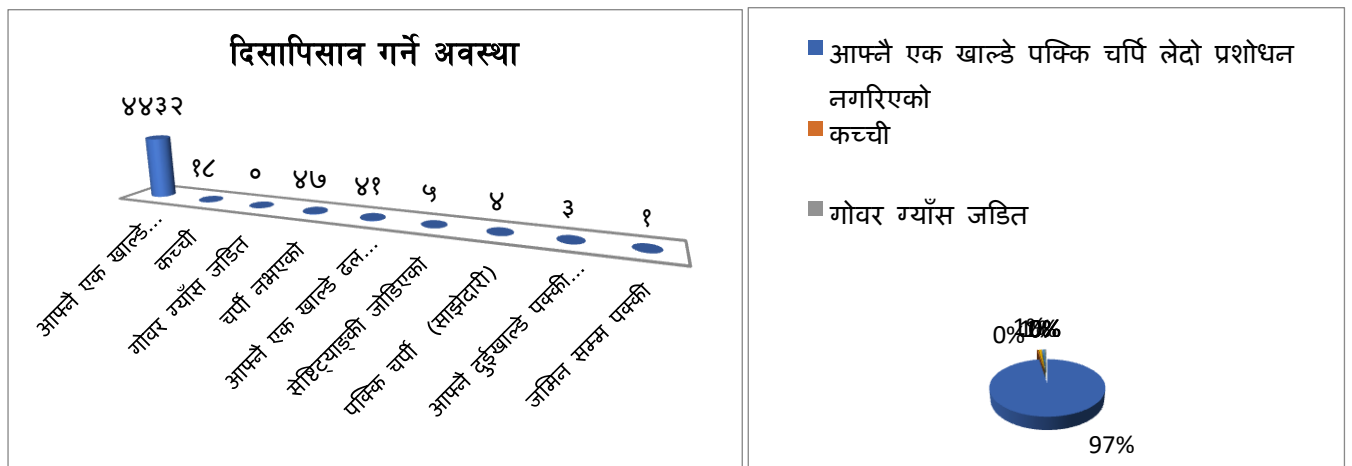 दिसापिसाव गर्ने अवस्था
४४३२
१८
०
४७
४१
५
४
३
१
आफ्नै एक खाल्डे...
कच्ची
गोवर ग्याँस जडित
चर्पी नभएको
आफ्नै एक खाल्डे ढल...
सेष्टिट्याङ्की जोडिएको
पक्कि चर्पी (साझेदारी)
आफ्नै दुईखाल्डे पक्की...
जमिन सम्म पक्की
आफ्नै एक खाल्डे पक्कि चर्पि लेदो प्रशोधन
नगरिएको
कच्ची
गोवर ग्याँस जडित
0%
97%